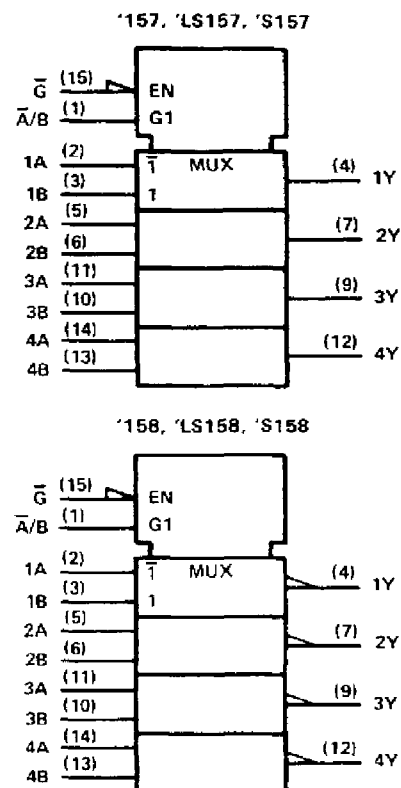 '157, 'LS157, 'S157
G̅ (15) EN
A̅/B (1) G1
1A (2) 1̅ MUX (4) 1Y
1B (3) 1
2A (5) (7) 2Y
2B (6)
3A (11) (9) 3Y
3B (10)
4A (14) (12) 4Y
4B (13)
'158, 'LS158, 'S158
G̅ (15) EN
A̅/B (1) G1
1A (2) 1̅ MUX (4) 1Y
1B (3) 1
2A (5) (7) 2Y
2B (6)
3A (11) (9) 3Y
3B (10)
4A (14) (12) 4Y
4B (13)